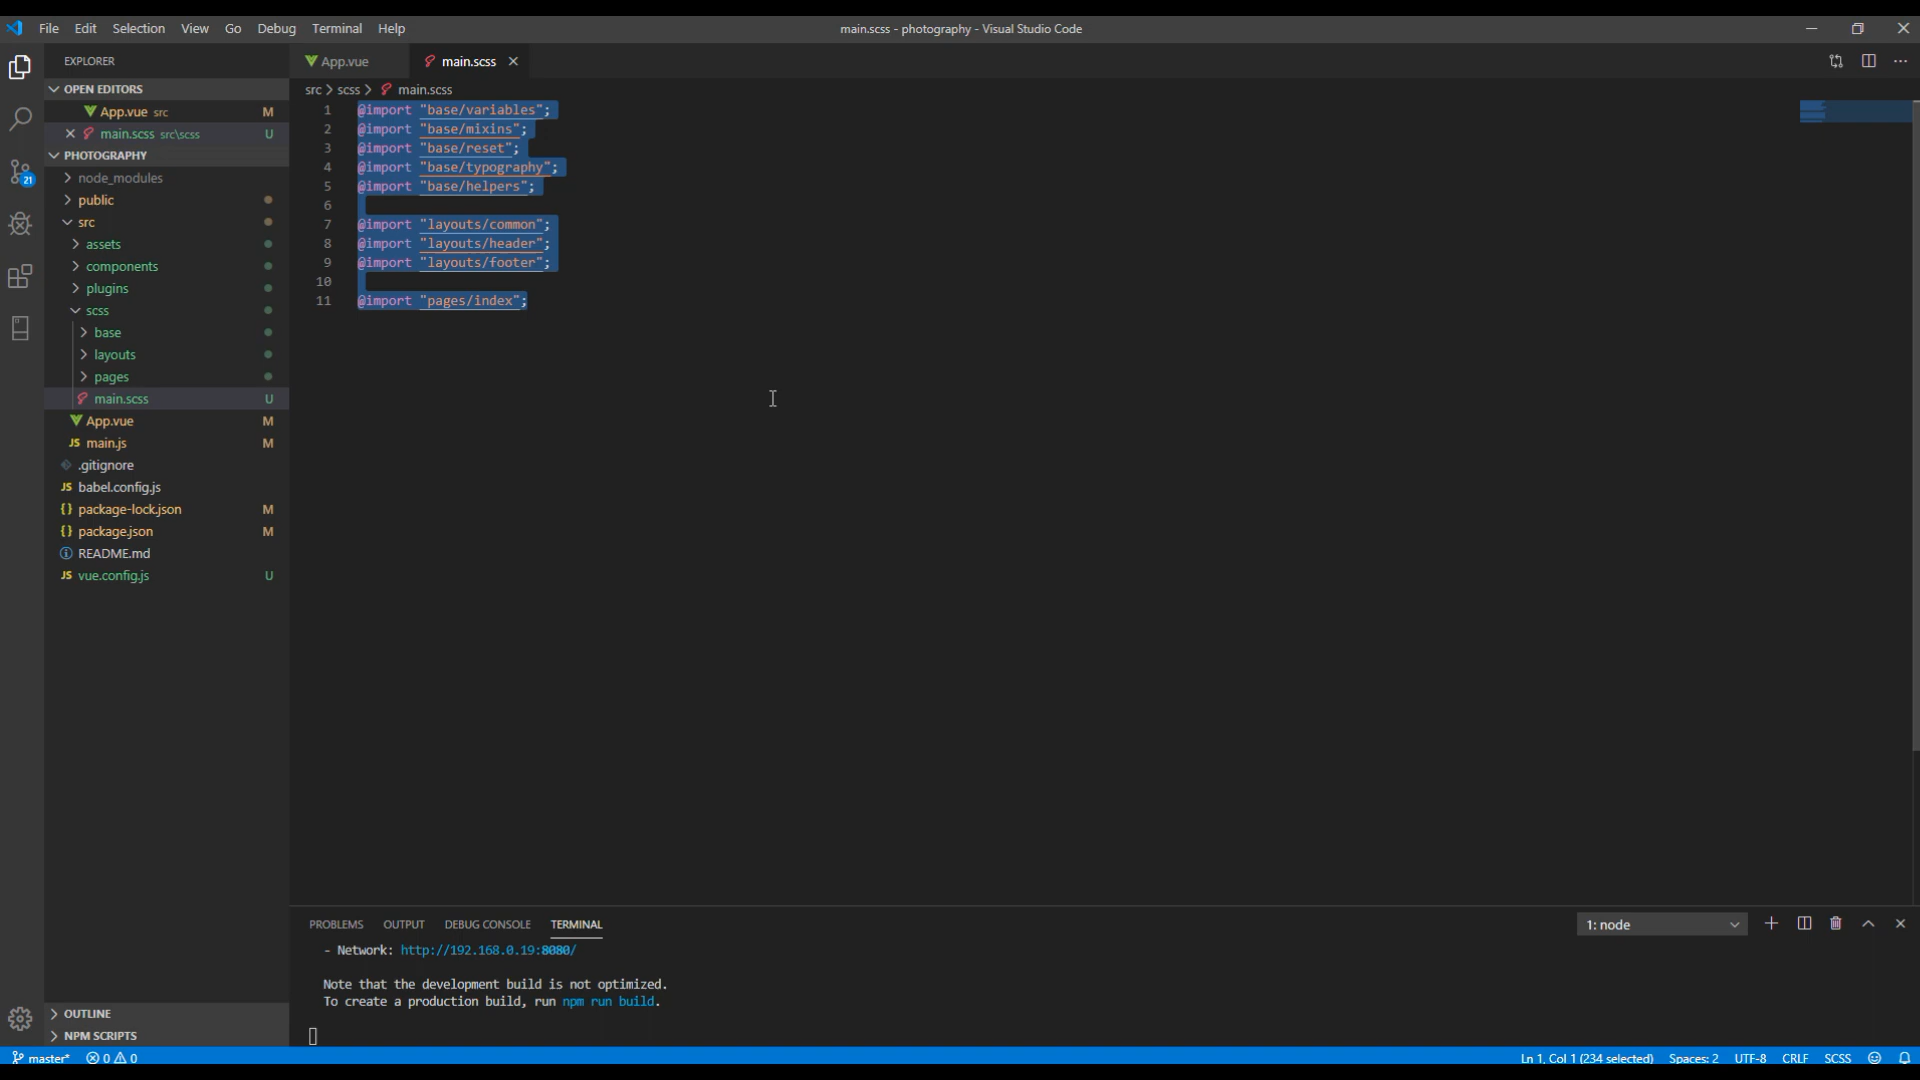 File Edit Selection View Go Debug Terminal Help
main.scss - photography - Visual Studio Code
EXPLORER
OPEN EDITORS
App.vue src M
main.scss src\scss U
PHOTOGRAPHY
node_modules
public
src
assets
components
plugins
scss
base
layouts
pages
main.scss U
App.vue M
JS main.js M
.gitignore
JS babel.config.js
{} package-lock.json M
{} package.json M
README.md
JS vue.config.js U
OUTLINE
NPM SCRIPTS
21
App.vue
main.scss
src > scss > main.scss
1 @import "base/variables";
2 @import "base/mixins";
3 @import "base/reset";
4 @import "base/typography";
5 @import "base/helpers";
6
7 @import "layouts/common";
8 @import "layouts/header";
9 @import "layouts/footer";
10
11 @import "pages/index";
PROBLEMS OUTPUT DEBUG CONSOLE TERMINAL
1: node
- Network: http://192.168.0.19:8080/
Note that the development build is not optimized.
To create a production build, run npm run build.
master* 0 0
Ln 1, Col 1 (234 selected) Spaces: 2 UTF-8 CRLF SCSS